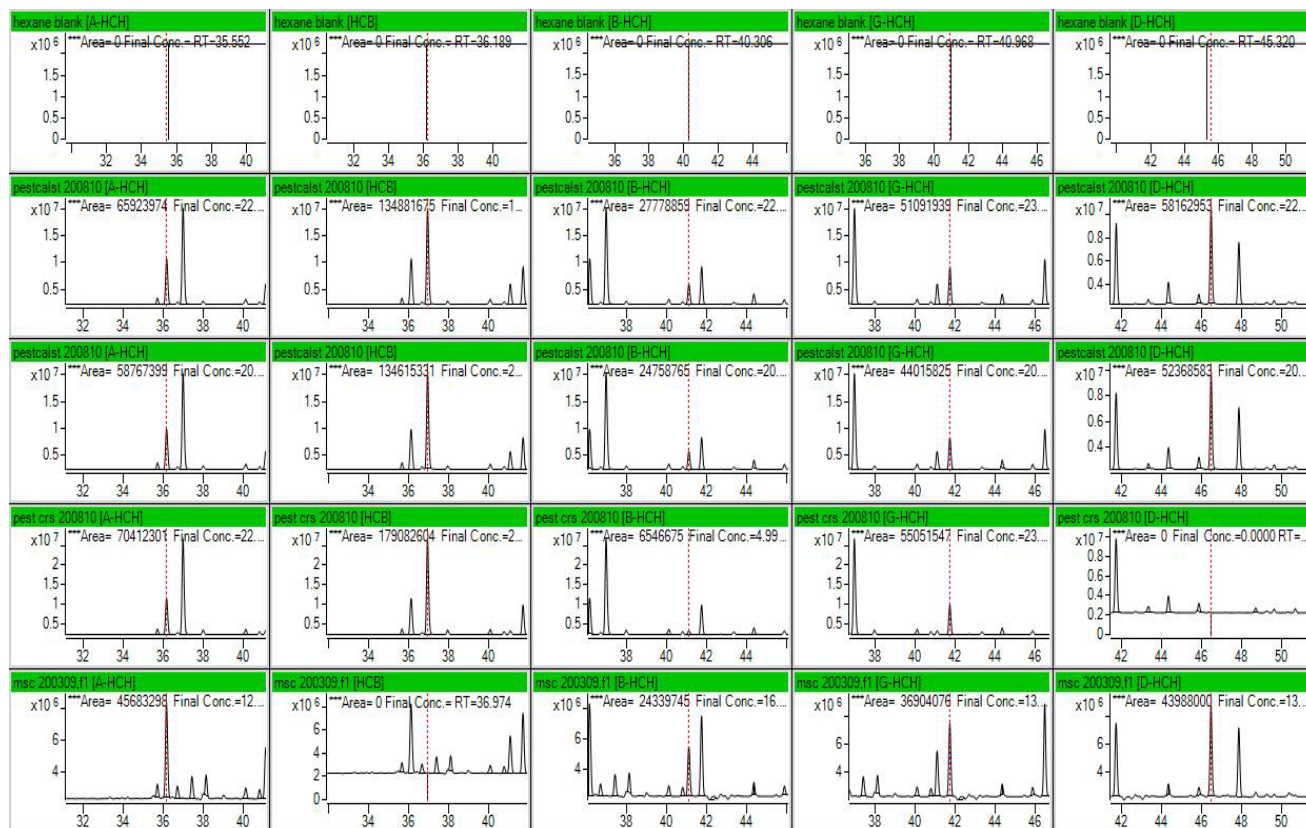 hexane blank [A-HCH]
***Area= 0 Final Conc.= RT=35.552
x10 6
1.5
1
0.5
0
32 34 36 38 40
hexane blank [HCB]
***Area= 0 Final Conc.= RT=36.189
x10 6
1.5
1
0.5
0
32 34 36 38 40
hexane blank [B-HCH]
***Area= 0 Final Conc.= RT=40.306
x10 6
1.5
1
0.5
0
36 38 40 42 44
hexane blank [G-HCH]
***Area= 0 Final Conc.= RT=40.968
x10 6
1.5
1
0.5
0
36 38 40 42 44 46
hexane blank [D-HCH]
***Area= 0 Final Conc.= RT=45.320
x10 6
1.5
1
0.5
0
42 44 46 48 50
pestcalst 200810 [A-HCH]
***Area= 65923974 Final Conc.=22....
x10 7
1.5
1
0.5
32 34 36 38 40
pestcalst 200810 [HCB]
***Area= 134881675 Final Conc.=1...
x10 7
1.5
1
0.5
32 34 36 38 40
pestcalst 200810 [B-HCH]
***Area= 27778859 Final Conc.=22....
x10 7
1.5
1
0.5
38 40 42 44
pestcalst 200810 [G-HCH]
***Area= 51091939 Final Conc.=23....
x10 7
1.5
1
0.5
38 40 42 44 46
pestcalst 200810 [D-HCH]
***Area= 58162953 Final Conc.=22....
x10 7
0.8
0.6
0.4
42 44 46 48 50
pestcalst 200810 [A-HCH]
***Area= 58767399 Final Conc.=20....
x10 7
1.5
1
0.5
32 34 36 38 40
pestcalst 200810 [HCB]
***Area= 134615331 Final Conc.=2...
x10 7
1.5
1
0.5
34 36 38 40
pestcalst 200810 [B-HCH]
***Area= 24758765 Final Conc.=20....
x10 7
1.5
1
0.5
38 40 42 44
pestcalst 200810 [G-HCH]
***Area= 44015825 Final Conc.=20....
x10 7
1.5
1
0.5
38 40 42 44 46
pestcalst 200810 [D-HCH]
***Area= 52368583 Final Conc.=20....
x10 7
0.8
0.6
0.4
42 44 46 48 50
pest crs 200810 [A-HCH]
***Area= 70412301 Final Conc.=22....
x10 7
2
1.5
1
0.5
32 34 36 38 40
pest crs 200810 [HCB]
***Area= 179082604 Final Conc.=2...
x10 7
2
1.5
1
0.5
34 36 38 40
pest crs 200810 [B-HCH]
***Area= 6546675 Final Conc.=4.99 ...
x10 7
2
1.5
1
0.5
38 40 42 44
pest crs 200810 [G-HCH]
***Area= 55051547 Final Conc.=23....
x10 7
2
1.5
1
0.5
38 40 42 44 46
pest crs 200810 [D-HCH]
***Area= 0 Final Conc.=0.0000 RT=...
x10 7
0.8
0.6
0.4
0.2
0
42 44 46 48 50
msc 200309.f1 [A-HCH]
***Area= 45683298 Final Conc.=12....
x10 6
6
4
32 34 36 38 40
msc 200309.f1 [HCB]
***Area= 0 Final Conc.= RT=36.974
x10 6
6
4
2
0
34 36 38 40
msc 200309.f1 [B-HCH]
***Area= 24339745 Final Conc.=16....
x10 6
6
4
38 40 42 44
msc 200309.f1 [G-HCH]
***Area= 36904076 Final Conc.=13....
x10 6
6
4
38 40 42 44 46
msc 200309.f1 [D-HCH]
***Area= 43988000 Final Conc.=13....
x10 6
6
4
42 44 46 48 50